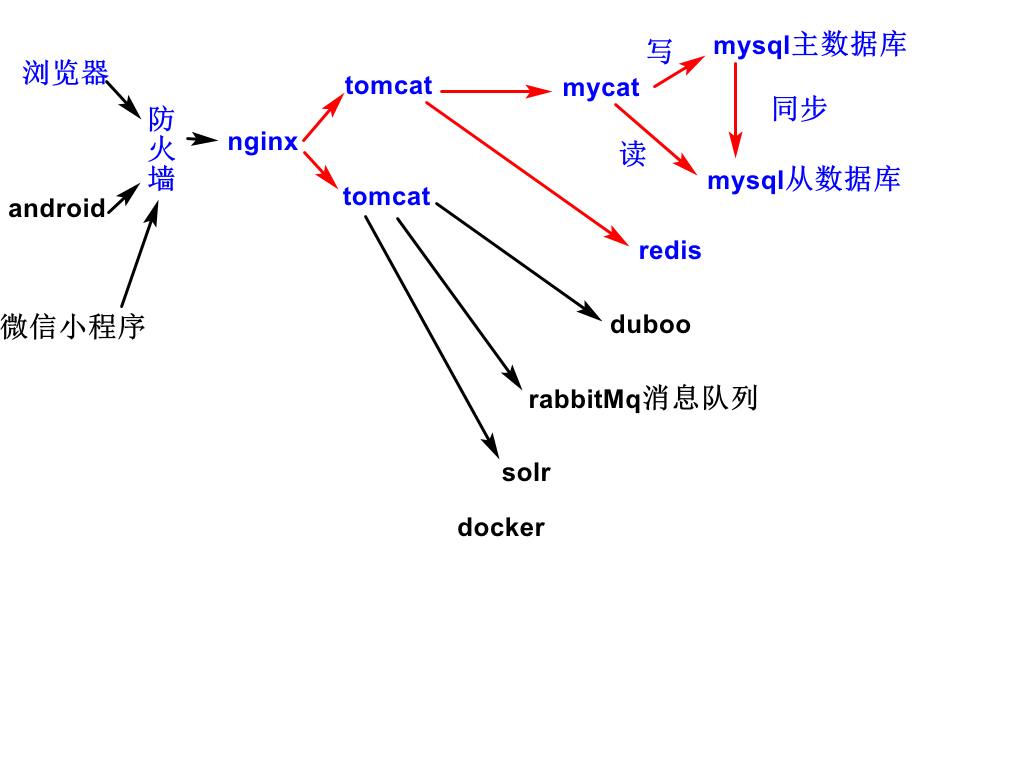 写
mysql主数据库
浏览器
tomcat
mycat
同步
防火墙
nginx
读
mysql从数据库
tomcat
android
redis
微信小程序
duboo
rabbitMq消息队列
solr
docker